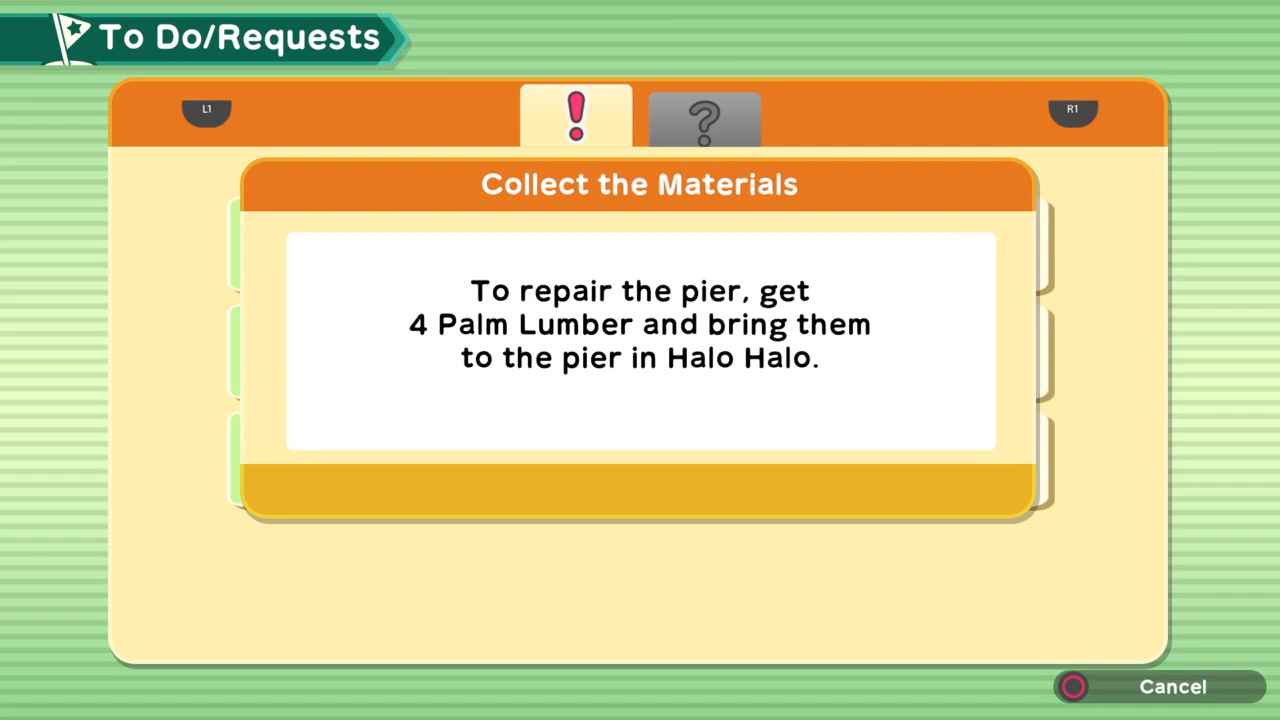 To Do/Requests
L1
R1
Collect the Materials
To repair the pier, get
4 Palm Lumber and bring them
to the pier in Halo Halo.
Cancel